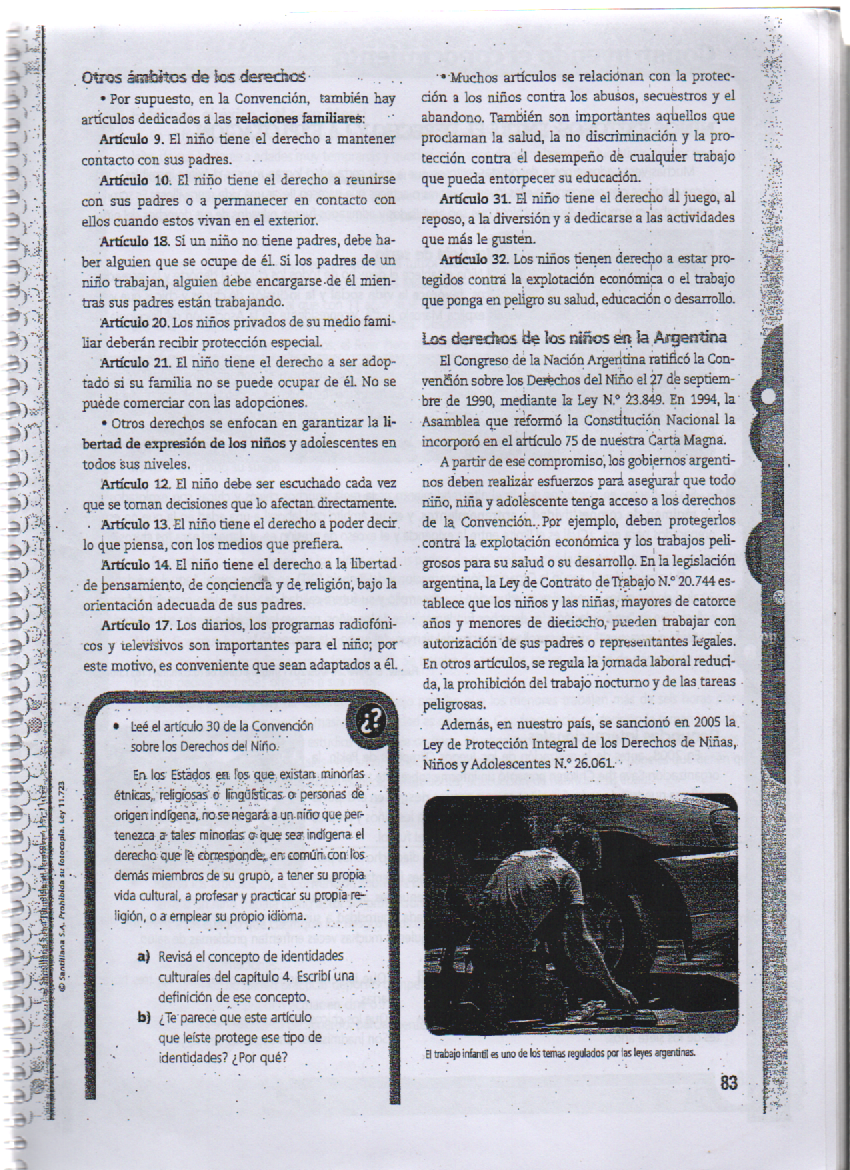 Otros ámbitos de los derechos
• Por supuesto, en la Convención, también hay
artículos dedicados a las relaciones familiares:
Artículo 9. El niño tiene el derecho a mantener
contacto con sus padres.
Artículo 10. El niño tiene el derecho a reunirse
con sus padres o a permanecer en contacto con
ellos cuando estos vivan en el exterior.
Artículo 18. Si un niño no tiene padres, debe ha-
ber alguien que se ocupe de él. Si los padres de un
niño trabajan, alguien debe encargarse de él mien-
tras sus padres están trabajando.
Artículo 20. Los niños privados de su medio fami-
liar deberán recibir protección especial.
Artículo 21. El niño tiene el derecho a ser adop-
tado si su familia no se puede ocupar de él. No se
puede comerciar con las adopciones.
• Otros derechos se enfocan en garantizar la li-
bertad de expresión de los niños y adolescentes en
todos sus niveles.
Artículo 12. El niño debe ser escuchado cada vez
que se toman decisiones que lo afectan directamente.
Artículo 13. El niño tiene el derecho a poder decir
lo que piensa, con los medios que prefiera.
Artículo 14. El niño tiene el derecho a la libertad
de pensamiento, de conciencia y de religión, bajo la
orientación adecuada de sus padres.
Artículo 17. Los diarios, los programas radiofóni-
cos y televisivos son importantes para el niño; por
este motivo, es conveniente que sean adaptados a él.
¿?
• Leé el artículo 30 de la Convención
sobre los Derechos del Niño.
En los Estados en los que existan minorías
étnicas, religiosas o lingüísticas o personas de
origen indígena, no se negará a un niño que per-
tenezca a tales minorías o que sea indígena el
derecho que le corresponde, en común con los
demás miembros de su grupo, a tener su propia
vida cultural, a profesar y practicar su propia re-
ligión, o a emplear su propio idioma.
a) Revisá el concepto de identidades
culturales del capítulo 4. Escribí una
definición de ese concepto.
b) ¿Te parece que este artículo
que leíste protege ese tipo de
identidades? ¿Por qué?
© Santillana S.A. Prohibida su fotocopia. Ley 11.723
• Muchos artículos se relacionan con la protec-
ción a los niños contra los abusos, secuestros y el
abandono. También son importantes aquellos que
proclaman la salud, la no discriminación y la pro-
tección contra el desempeño de cualquier trabajo
que pueda entorpecer su educación.
Artículo 31. El niño tiene el derecho al juego, al
reposo, a la diversión y a dedicarse a las actividades
que más le gusten.
Artículo 32. Los niños tienen derecho a estar pro-
tegidos contra la explotación económica o el trabajo
que ponga en peligro su salud, educación o desarrollo.
Los derechos de los niños en la Argentina
El Congreso de la Nación Argentina ratificó la Con-
vención sobre los Derechos del Niño el 27 de septiem-
bre de 1990, mediante la Ley N.º 23.849. En 1994, la
Asamblea que reformó la Constitución Nacional la
incorporó en el artículo 75 de nuestra Carta Magna.
A partir de ese compromiso, los gobiernos argenti-
nos deben realizar esfuerzos para asegurar que todo
niño, niña y adolescente tenga acceso a los derechos
de la Convención. Por ejemplo, deben protegerlos
contra la explotación económica y los trabajos peli-
grosos para su salud o su desarrollo. En la legislación
argentina, la Ley de Contrato de Trabajo N.º 20.744 es-
tablece que los niños y las niñas, mayores de catorce
años y menores de dieciocho, pueden trabajar con
autorización de sus padres o representantes legales.
En otros artículos, se regula la jornada laboral reduci-
da, la prohibición del trabajo nocturno y de las tareas
peligrosas.
Además, en nuestro país, se sancionó en 2005 la
Ley de Protección Integral de los Derechos de Niñas,
Niños y Adolescentes N.º 26.061.
El trabajo infantil es uno de los temas regulados por las leyes argentinas.
83